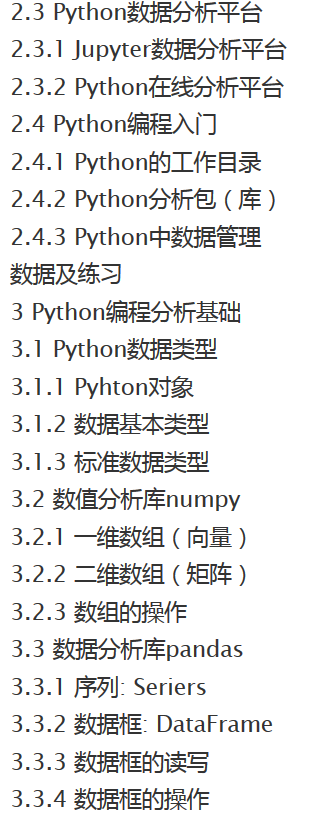 2.3 Python数据分析平台
2.3.1 Jupyter数据分析平台
2.3.2 Python在线分析平台
2.4 Python编程入门
2.4.1 Python的工作目录
2.4.2 Python分析包（库）
2.4.3 Python中数据管理
数据及练习
3 Python编程分析基础
3.1 Python数据类型
3.1.1 Pyhton对象
3.1.2 数据基本类型
3.1.3 标准数据类型
3.2 数值分析库numpy
3.2.1 一维数组（向量）
3.2.2 二维数组（矩阵）
3.2.3 数组的操作
3.3 数据分析库pandas
3.3.1 序列: Seriers
3.3.2 数据框: DataFrame
3.3.3 数据框的读写
3.3.4 数据框的操作